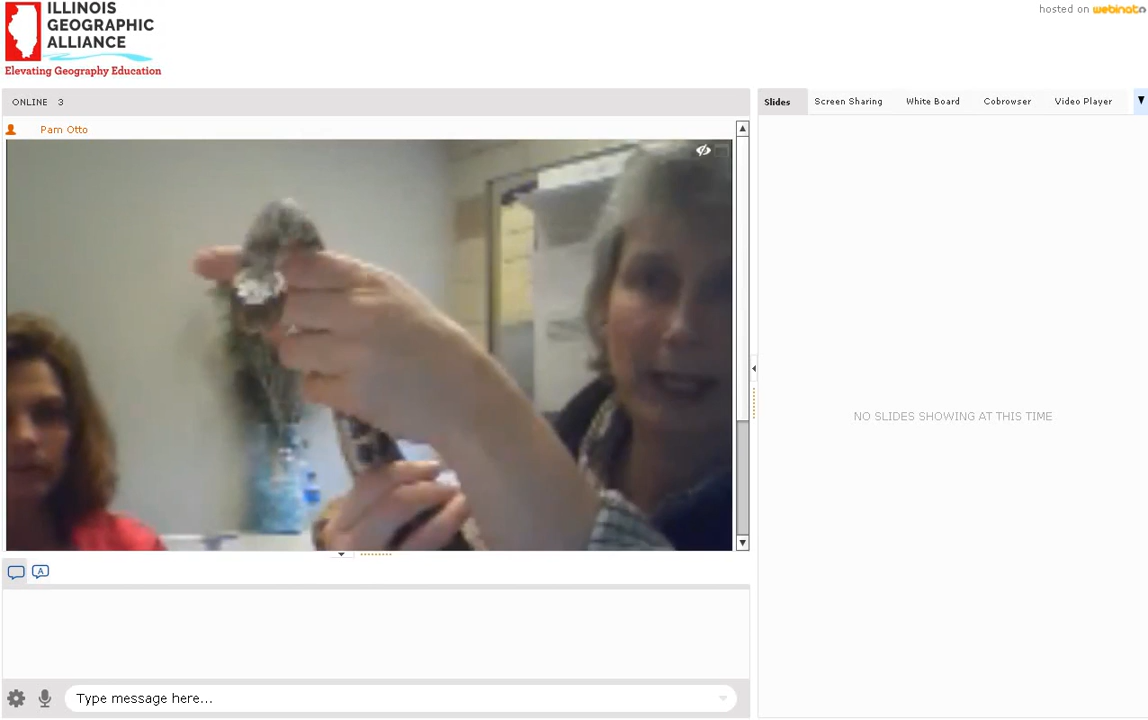 ILLINOIS
GEOGRAPHIC
ALLIANCE
Elevating Geography Education
hosted on webinato
ONLINE 3
Pam Otto
Slides Screen Sharing White Board Cobrowser Video Player
NO SLIDES SHOWING AT THIS TIME
A
Type message here...